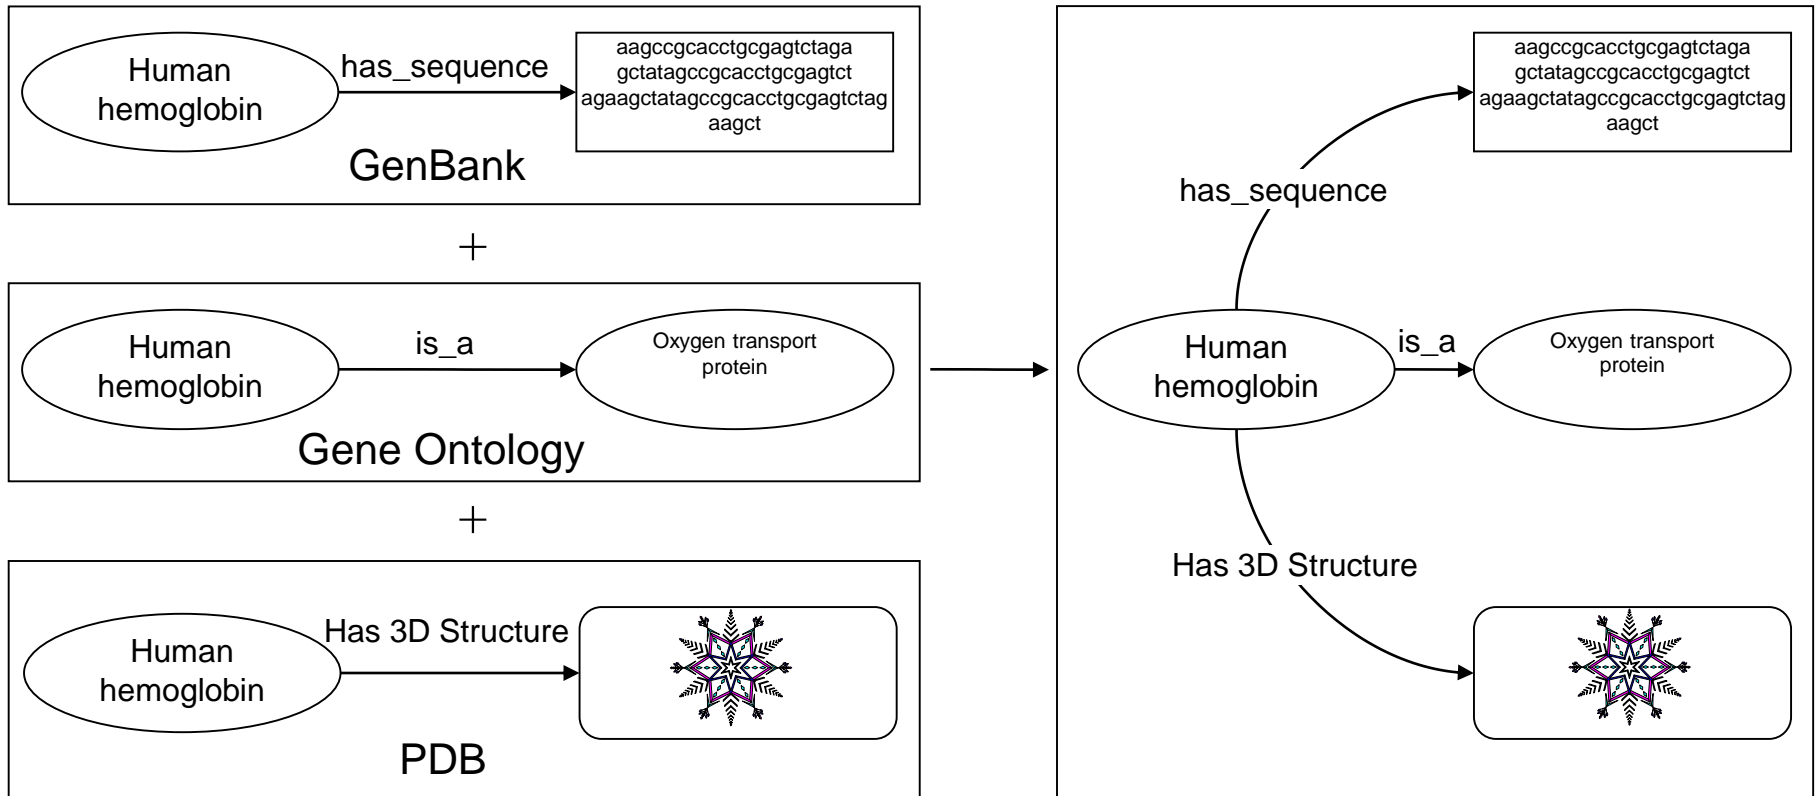 Human
hemoglobin
has_sequence
aagccgcacctgcgagtctaga
gctatagccgcacctgcgagtct
agaagctatagccgcacctgcgagtctag
aagct
GenBank
+
Human
hemoglobin
is_a
Oxygen transport
protein
Gene Ontology
+
Human
hemoglobin
Has 3D Structure
PDB
aagccgcacctgcgagtctaga
gctatagccgcacctgcgagtct
agaagctatagccgcacctgcgagtctag
aagct
has_sequence
Human
hemoglobin
is_a
Oxygen transport
protein
Has 3D Structure